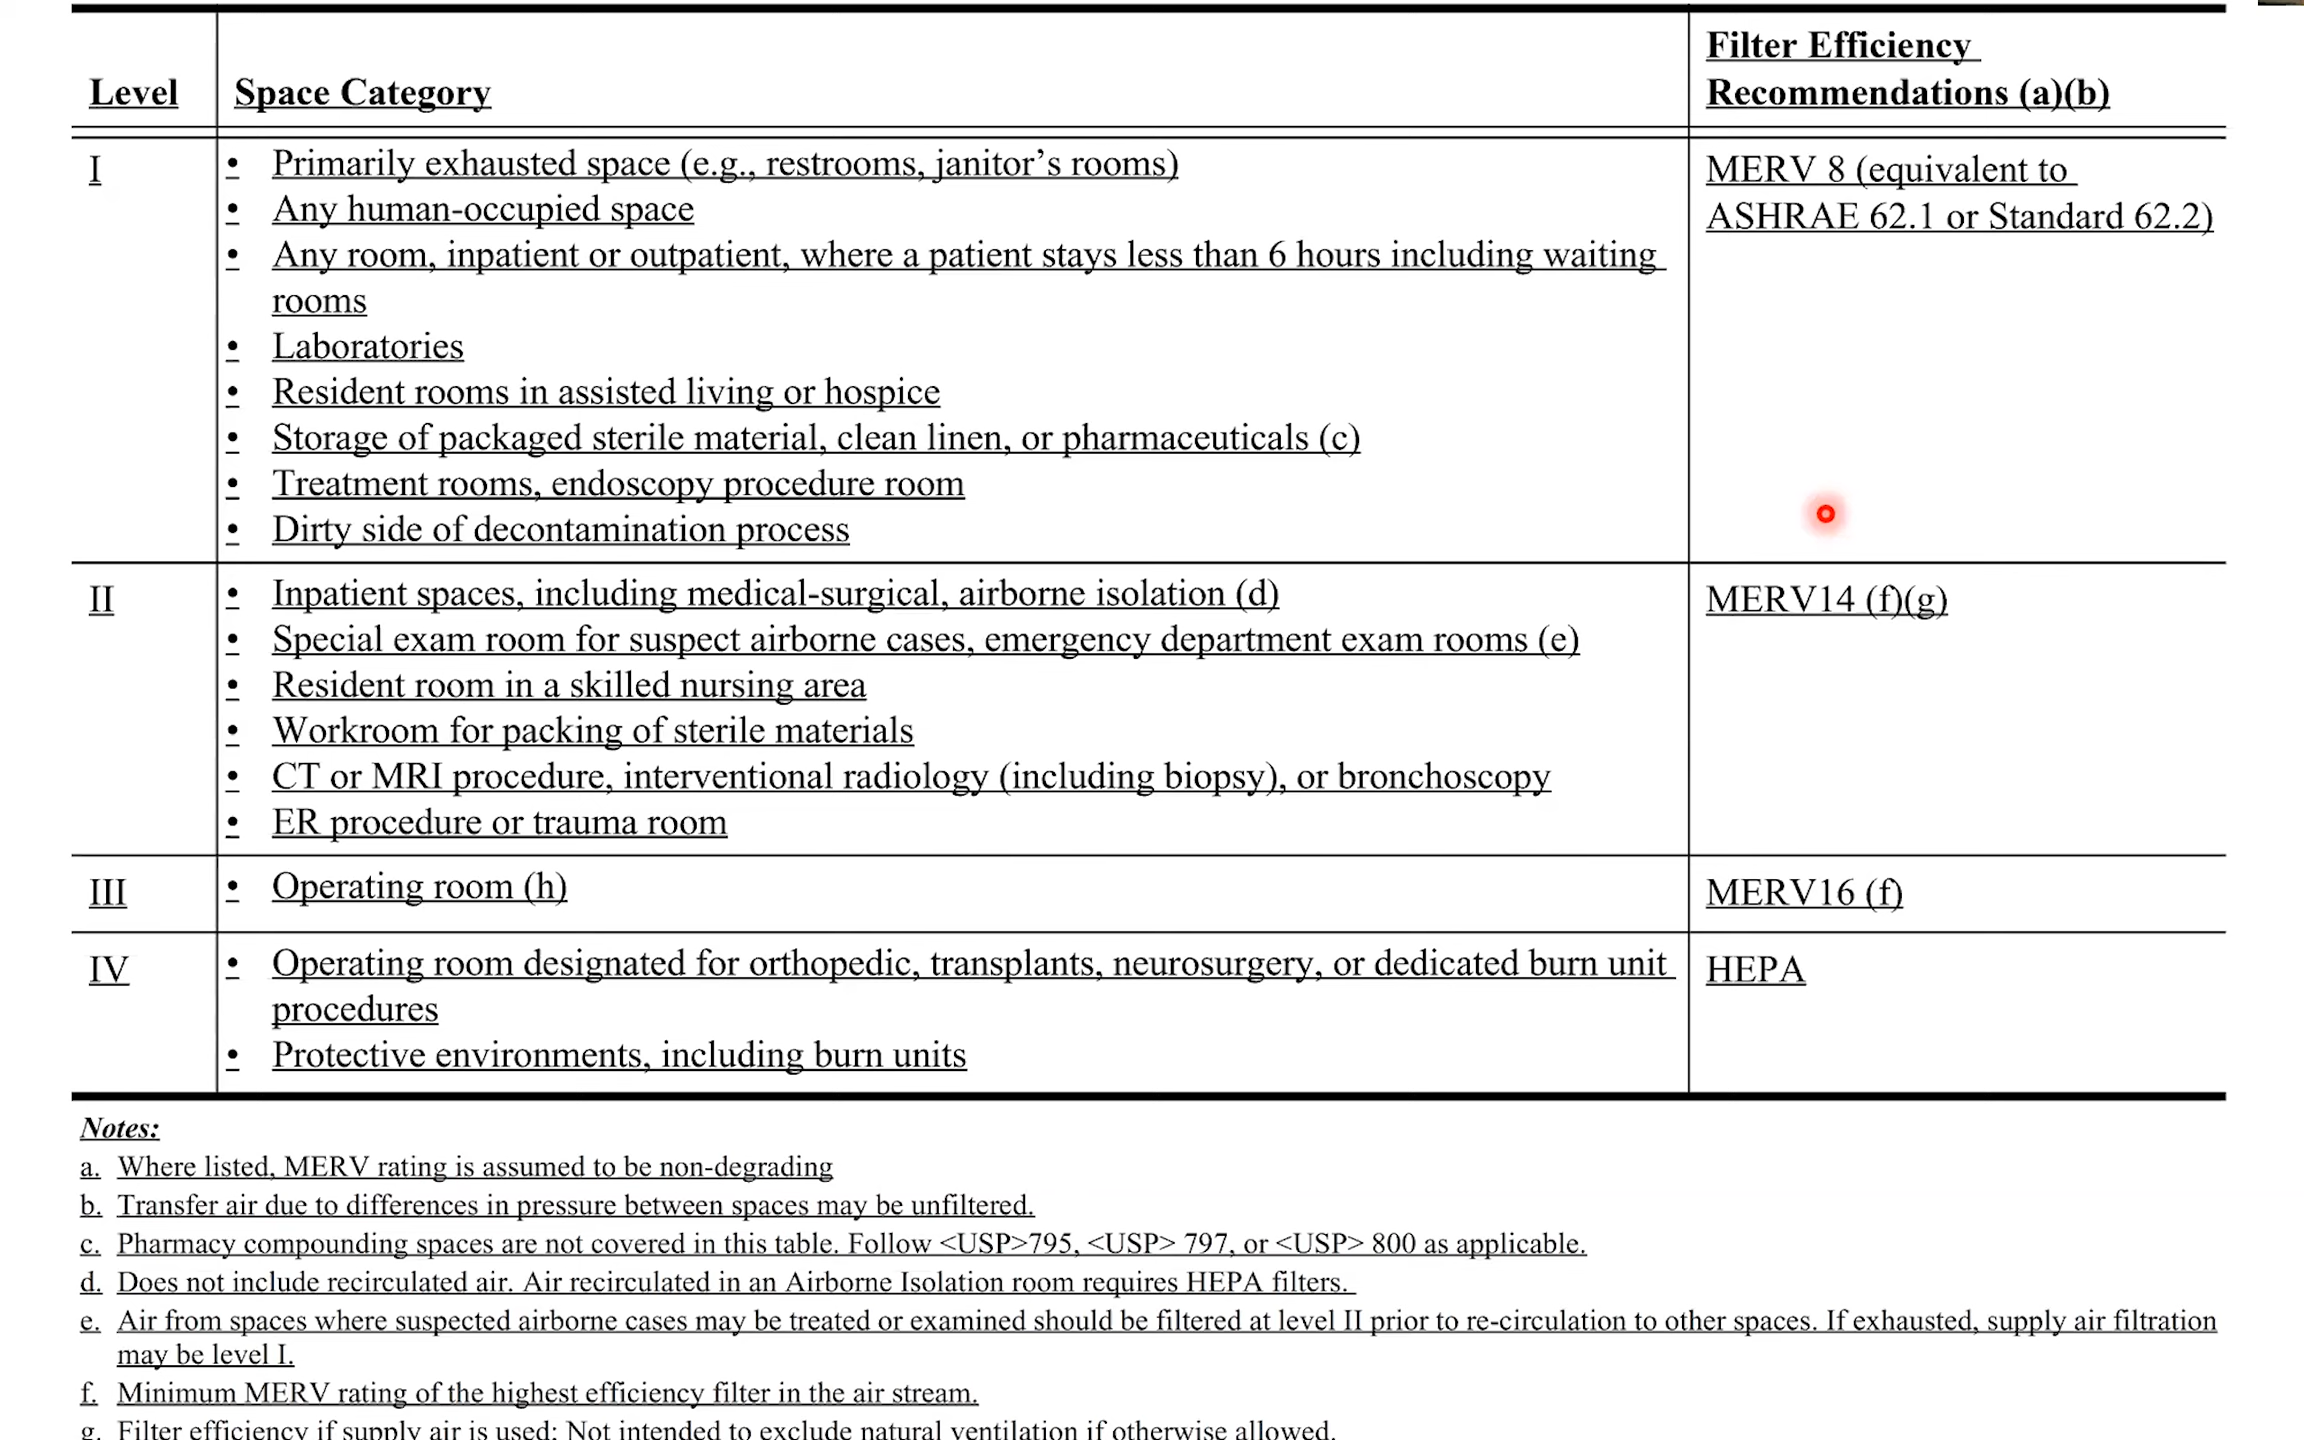 Level
Space Category
Filter Efficiency
Recommendations (a)(b)
I
• Primarily exhausted space (e.g., restrooms, janitor’s rooms)
• Any human-occupied space
• Any room, inpatient or outpatient, where a patient stays less than 6 hours including waiting
rooms
• Laboratories
• Resident rooms in assisted living or hospice
• Storage of packaged sterile material, clean linen, or pharmaceuticals (c)
• Treatment rooms, endoscopy procedure room
• Dirty side of decontamination process
MERV 8 (equivalent to
ASHRAE 62.1 or Standard 62.2)
II
• Inpatient spaces, including medical-surgical, airborne isolation (d)
• Special exam room for suspect airborne cases, emergency department exam rooms (e)
• Resident room in a skilled nursing area
• Workroom for packing of sterile materials
• CT or MRI procedure, interventional radiology (including biopsy), or bronchoscopy
• ER procedure or trauma room
MERV14 (f)(g)
III
• Operating room (h)
MERV16 (f)
IV
• Operating room designated for orthopedic, transplants, neurosurgery, or dedicated burn unit
procedures
• Protective environments, including burn units
HEPA
Notes:
a. Where listed, MERV rating is assumed to be non-degrading
b. Transfer air due to differences in pressure between spaces may be unfiltered.
c. Pharmacy compounding spaces are not covered in this table. Follow <USP>795, <USP> 797, or <USP> 800 as applicable.
d. Does not include recirculated air. Air recirculated in an Airborne Isolation room requires HEPA filters.
e. Air from spaces where suspected airborne cases may be treated or examined should be filtered at level II prior to re-circulation to other spaces. If exhausted, supply air filtration
may be level I.
f. Minimum MERV rating of the highest efficiency filter in the air stream.
g. Filter efficiency if supply air is used; Not intended to exclude natural ventilation if otherwise allowed.